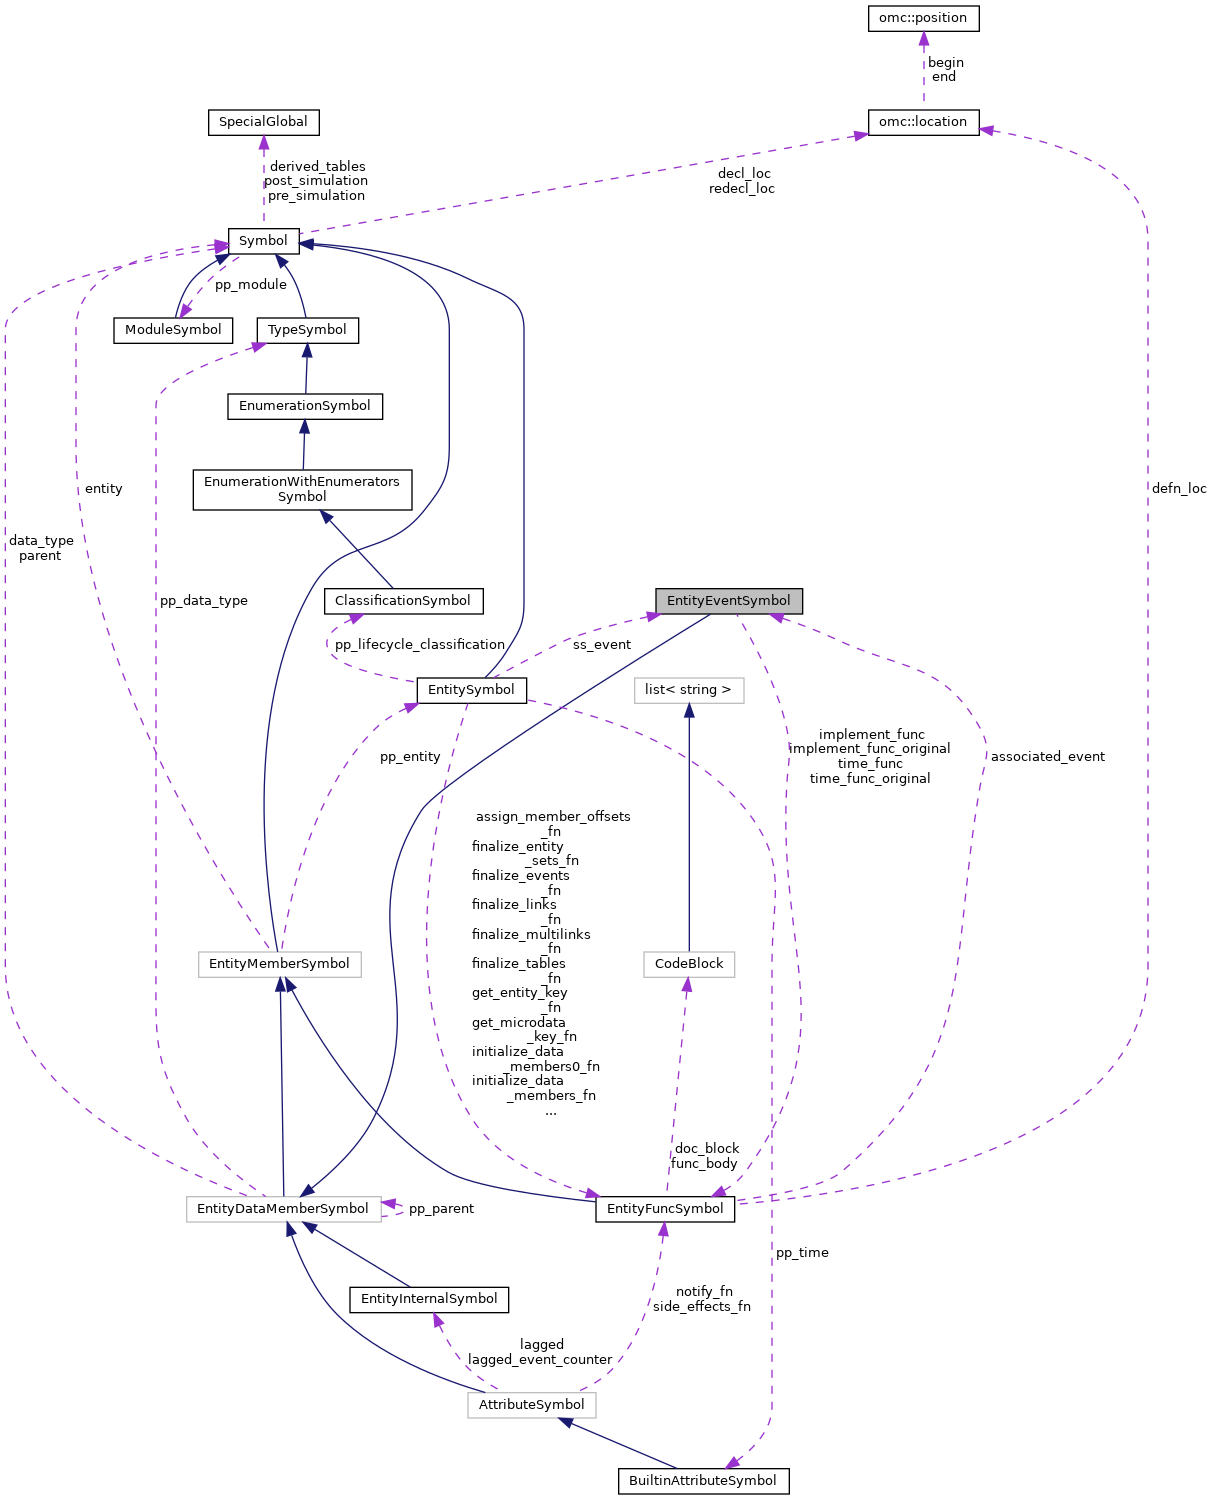 omc::position
begin
end
SpecialGlobal
omc::location
derived_tables
post_simulation
pre_simulation
decl_loc
redecl_loc
Symbol
pp_module
ModuleSymbol
TypeSymbol
EnumerationSymbol
EnumerationWithEnumerators
Symbol
entity
defn_loc
data_type
parent
pp_data_type
ClassificationSymbol
EntityEventSymbol
pp_lifecycle_classification
ss_event
EntitySymbol
list< string >
implement_func
implement_func_original
time_func
time_func_original
pp_entity
associated_event
assign_member_offsets
_fn
finalize_entity
_sets_fn
finalize_events
_fn
finalize_links
_fn
finalize_multilinks
_fn
finalize_tables
_fn
get_entity_key
_fn
get_microdata
_key_fn
initialize_data
_members0_fn
initialize_data
_members_fn
...
EntityMemberSymbol
CodeBlock
doc_block
func_body
EntityDataMemberSymbol
pp_parent
EntityFuncSymbol
pp_time
EntityInternalSymbol
notify_fn
side_effects_fn
lagged
lagged_event_counter
AttributeSymbol
BuiltinAttributeSymbol